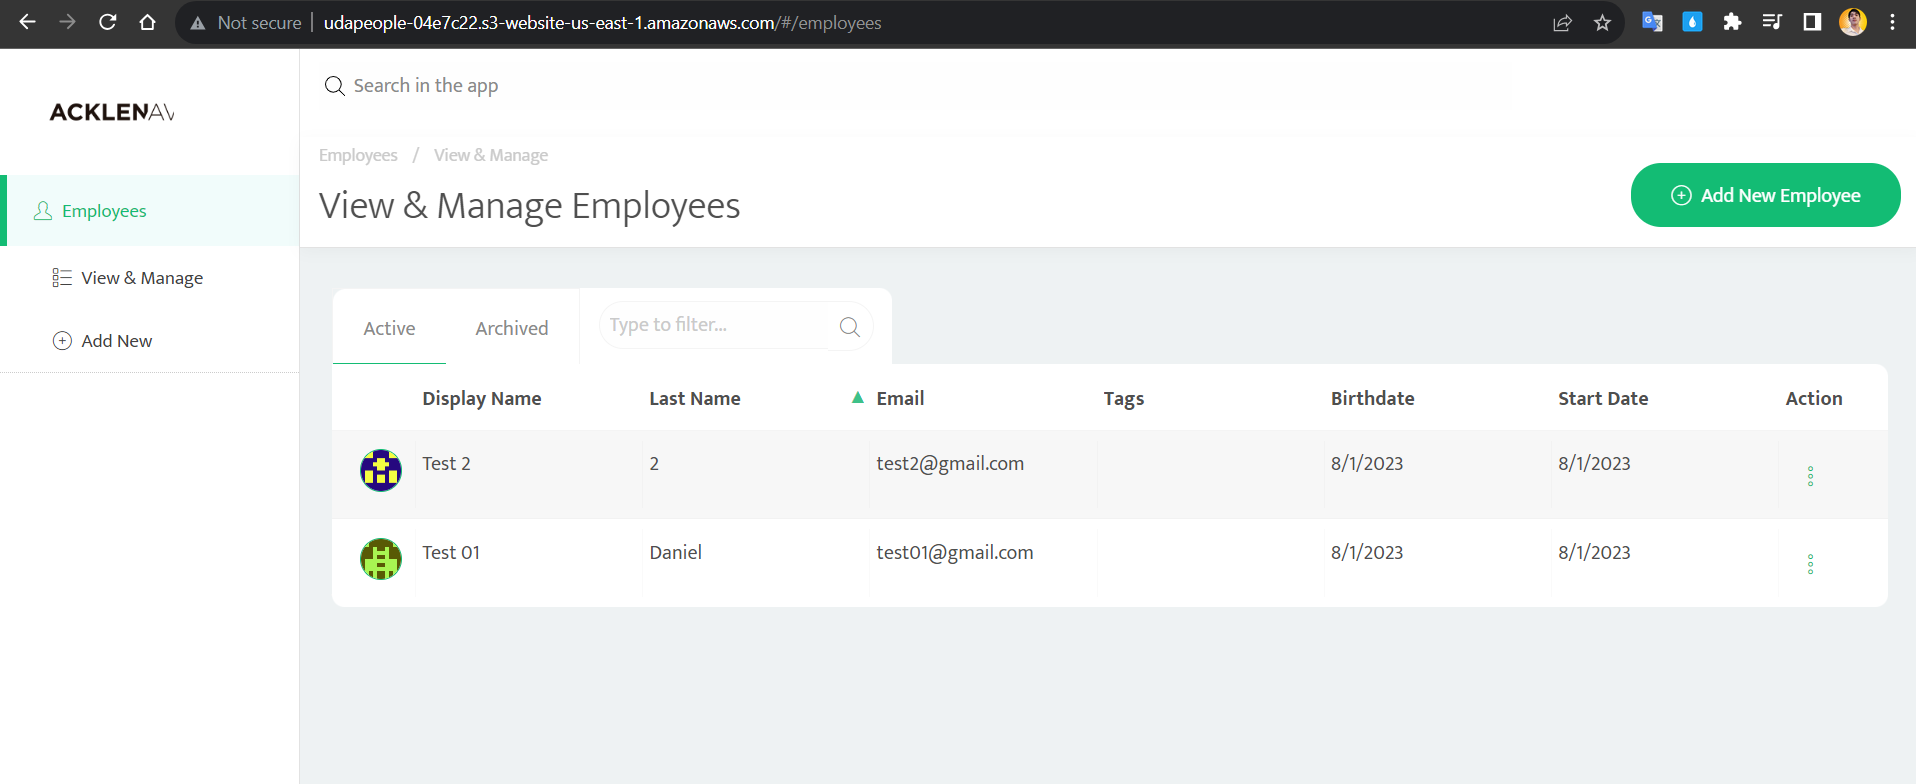 Not secure udapeople-04e7c22.s3-website-us-east-1.amazonaws.com/#/employees
ACKLENAV
Search in the app
Employees / View & Manage
View & Manage Employees
Add New Employee
Employees
View & Manage
Add New
Active Archived Type to filter...
Display Name Last Name ▲ Email Tags Birthdate Start Date Action
Test 2 2 test2@gmail.com 8/1/2023 8/1/2023
Test 01 Daniel test01@gmail.com 8/1/2023 8/1/2023